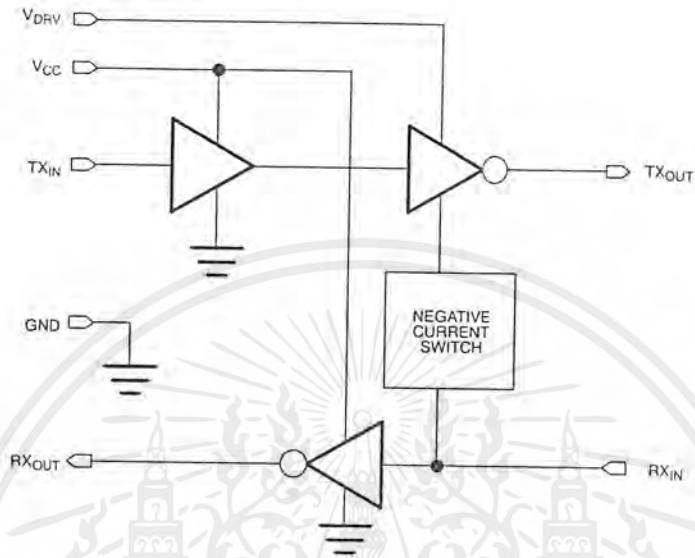 VDRV
VCC
TXIN
TXOUT
GND
NEGATIVE
CURRENT
SWITCH
RXOUT
RXIN